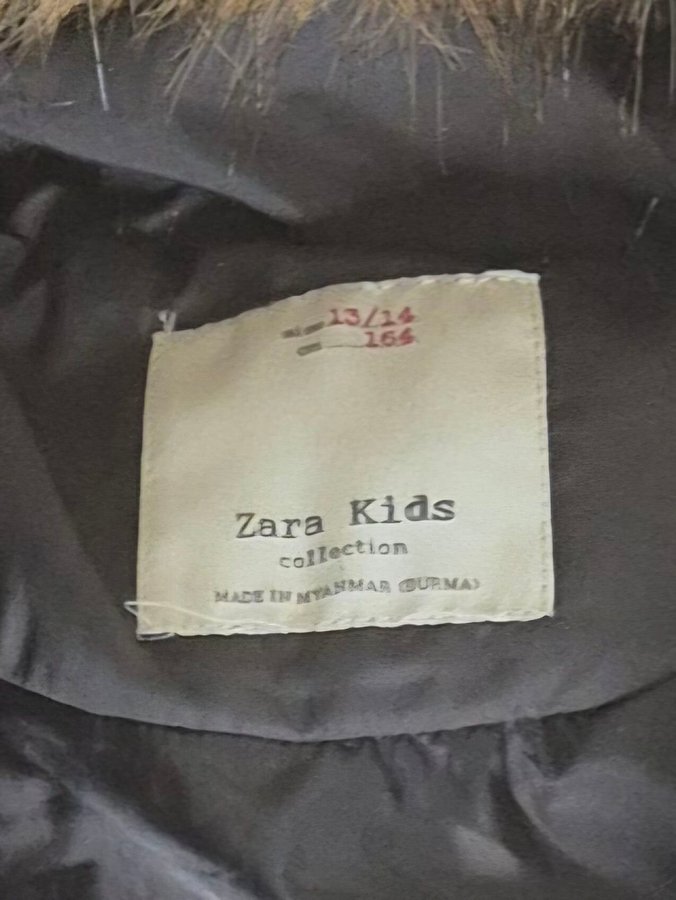 13/14
164
Zara Kids
collection
MADE IN MYANMAR (BURMA)